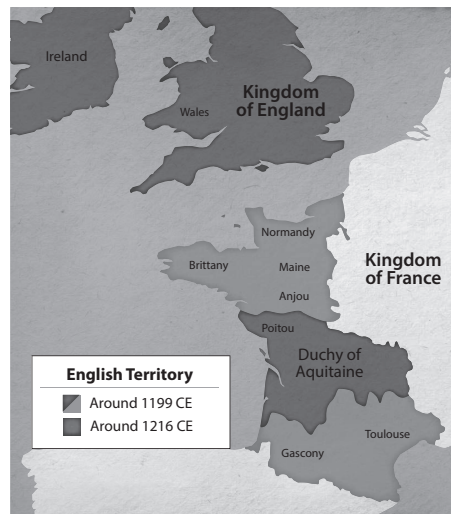 Ireland
Kingdom
of England
Wales
Normandy
Brittany
Maine
Kingdom
of France
Anjou
Poitou
Duchy of
Aquitaine
English Territory
Around 1199 CE
Around 1216 CE
Toulouse
Gascony